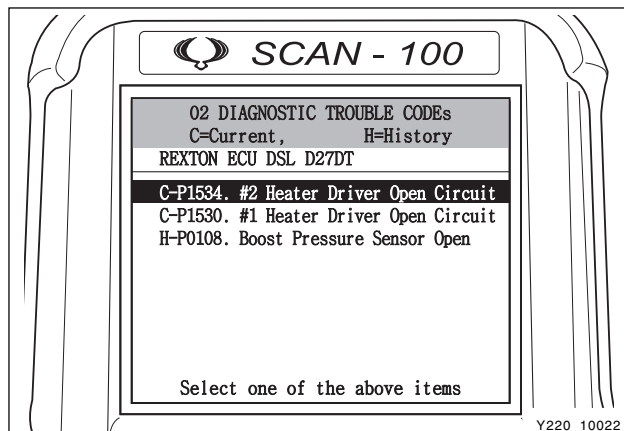 SCAN - 100
02 DIAGNOSTIC TROUBLE CODEs
C=Current, H=History
REXTON ECU DSL D27DT
C-P1534. #2 Heater Driver Open Circuit
C-P1530. #1 Heater Driver Open Circuit
H-P0108. Boost Pressure Sensor Open
Select one of the above items
Y220 10022